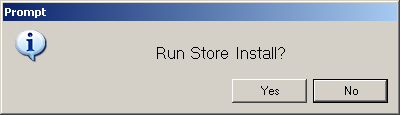 Prompt
Run Store Install?
Yes
No